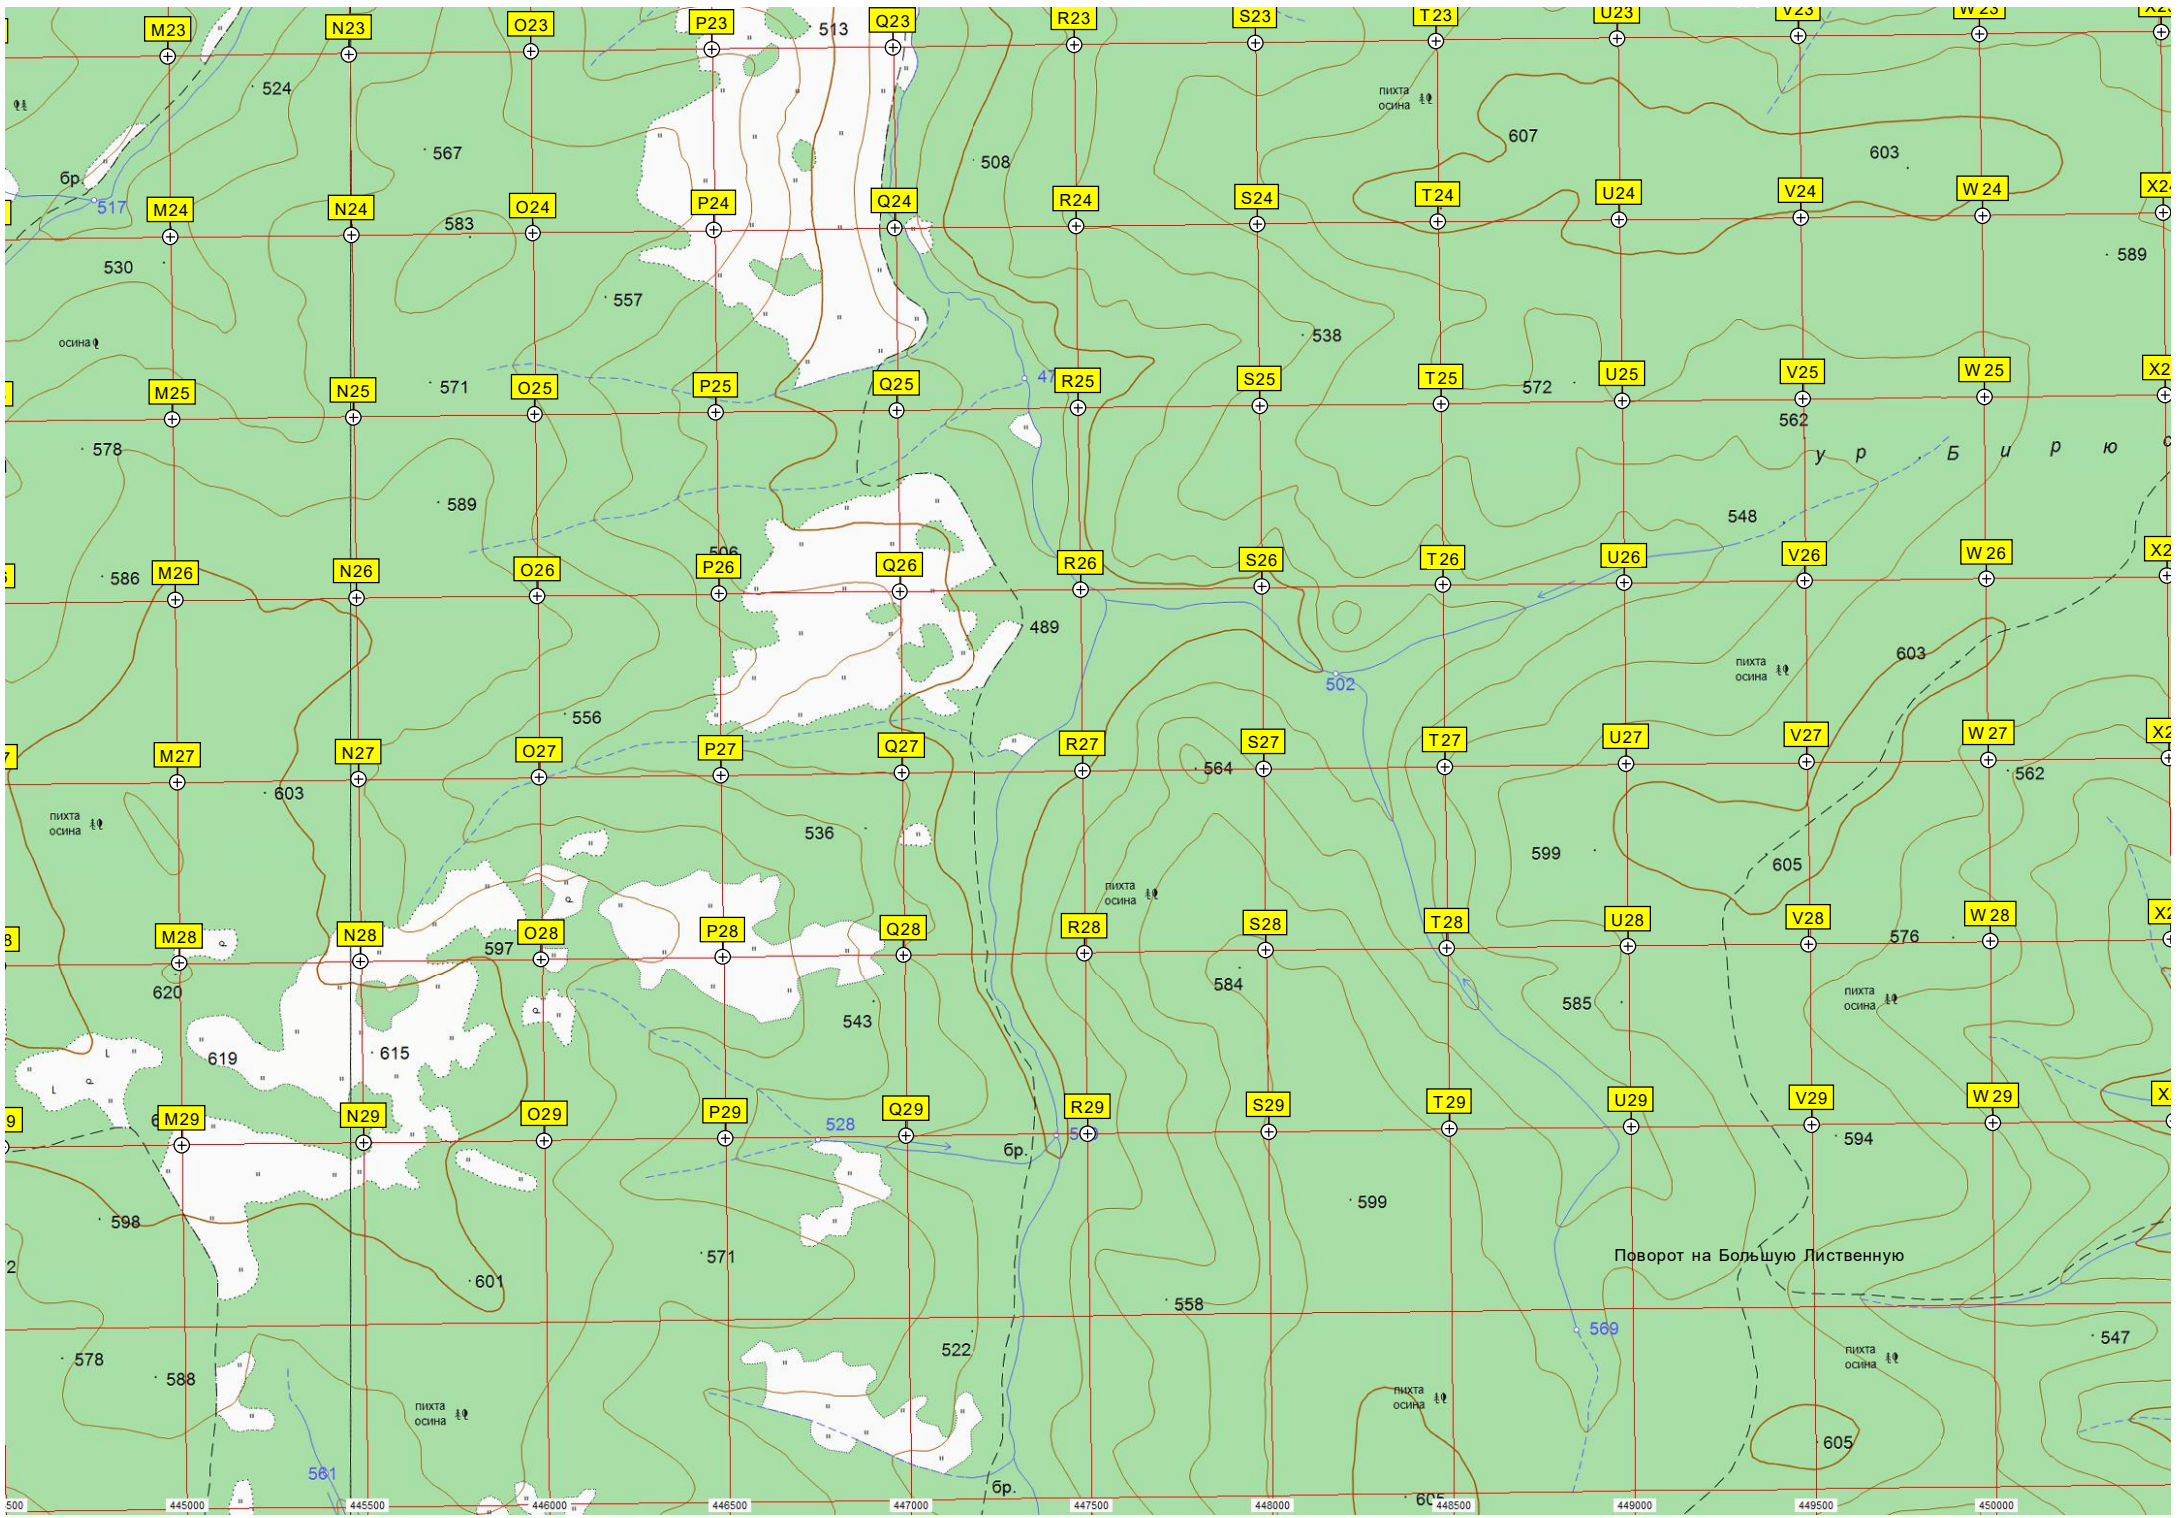 M23 N23 O23 P23 Q23 R23 S23 T23 U23 V23 W23
513
524
пихта
осина
607
603
567
508
бр.
517
M24 N24 O24 P24 Q24 R24 S24 T24 U24 V24 W24
583
530
589
557
538
осина
M25 N25 O25 P25 Q25 R25 S25 T25 U25 V25 W25
571
572
562
578
ур. Бирю
589
548
506
M26 N26 O26 P26 Q26 R26 S26 T26 U26 V26 W26
586
489
603
пихта
осина
502
556
M27 N27 O27 P27 Q27 R27 S27 T27 U27 V27 W27
564
562
603
пихта
осина
536
599
605
пихта
осина
M28 N28 O28 P28 Q28 R28 S28 T28 U28 V28 W28
597
576
620
584
585
пихта
осина
543
619
615
M29 N29 O29 P29 Q29 R29 S29 T29 U29 V29 W29
528
бр.
594
598
599
571
Поворот на Большую Лиственную
601
558
569
547
522
578
588
пихта
осина
пихта
осина
пихта
осина
605
561
бр.
605
500 445000 445500 446000 446500 447000 447500 448000 448500 449000 449500 450000